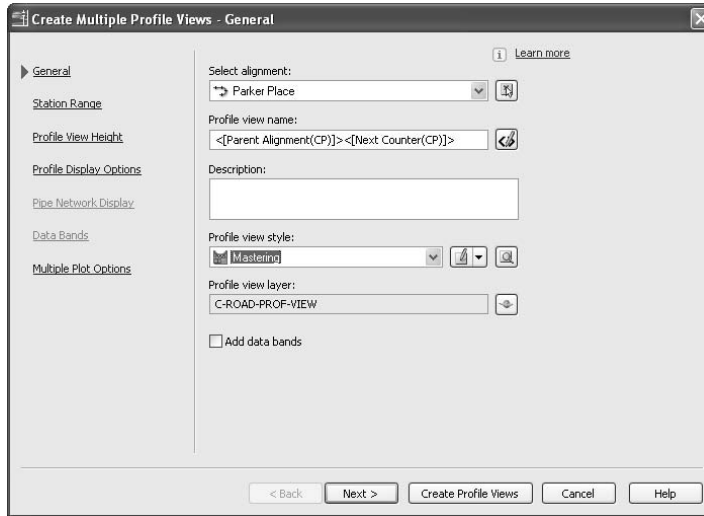 Create Multiple Profile Views - General
General
Station Range
Profile View Height
Profile Display Options
Pipe Network Display
Data Bands
Multiple Plot Options
Learn more
Select alignment:
Parker Place
Profile view name:
<[Parent Alignment(CP)]><[Next Counter(CP)]>
Description:
Profile view style:
Mastering
Profile view layer:
C-ROAD-PROF-VIEW
Add data bands
< Back
Next >
Create Profile Views
Cancel
Help